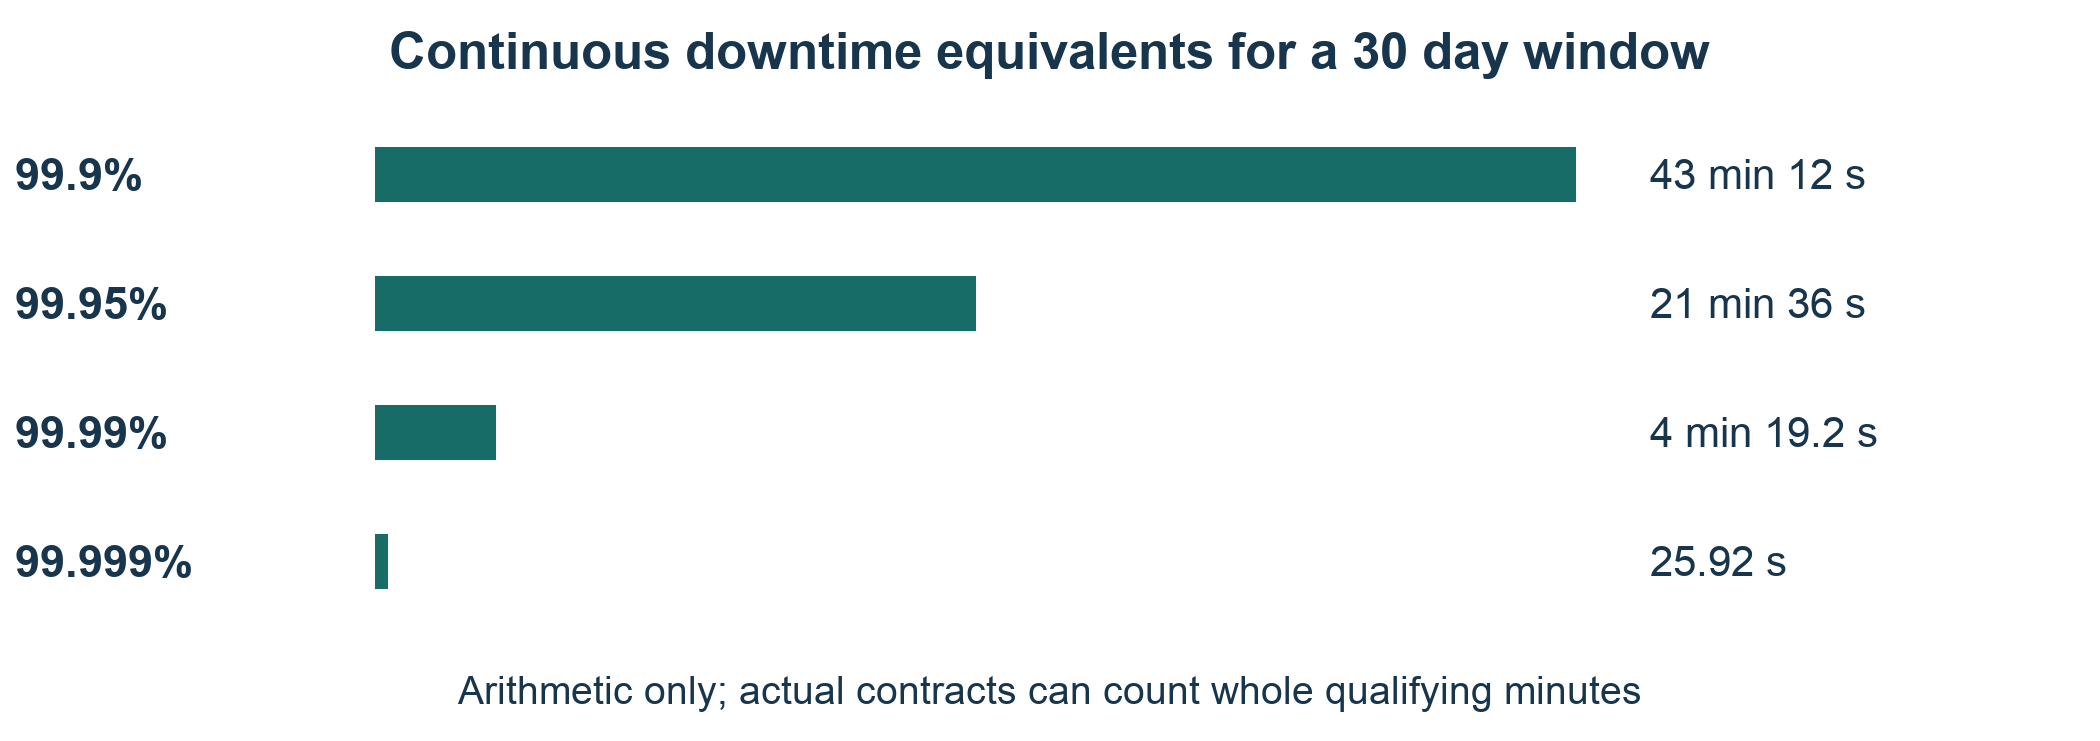 Continuous downtime equivalents for a 30 day window
99.9% 43 min 12 s
99.95% 21 min 36 s
99.99% 4 min 19.2 s
99.999% 25.92 s
Arithmetic only; actual contracts can count whole qualifying minutes